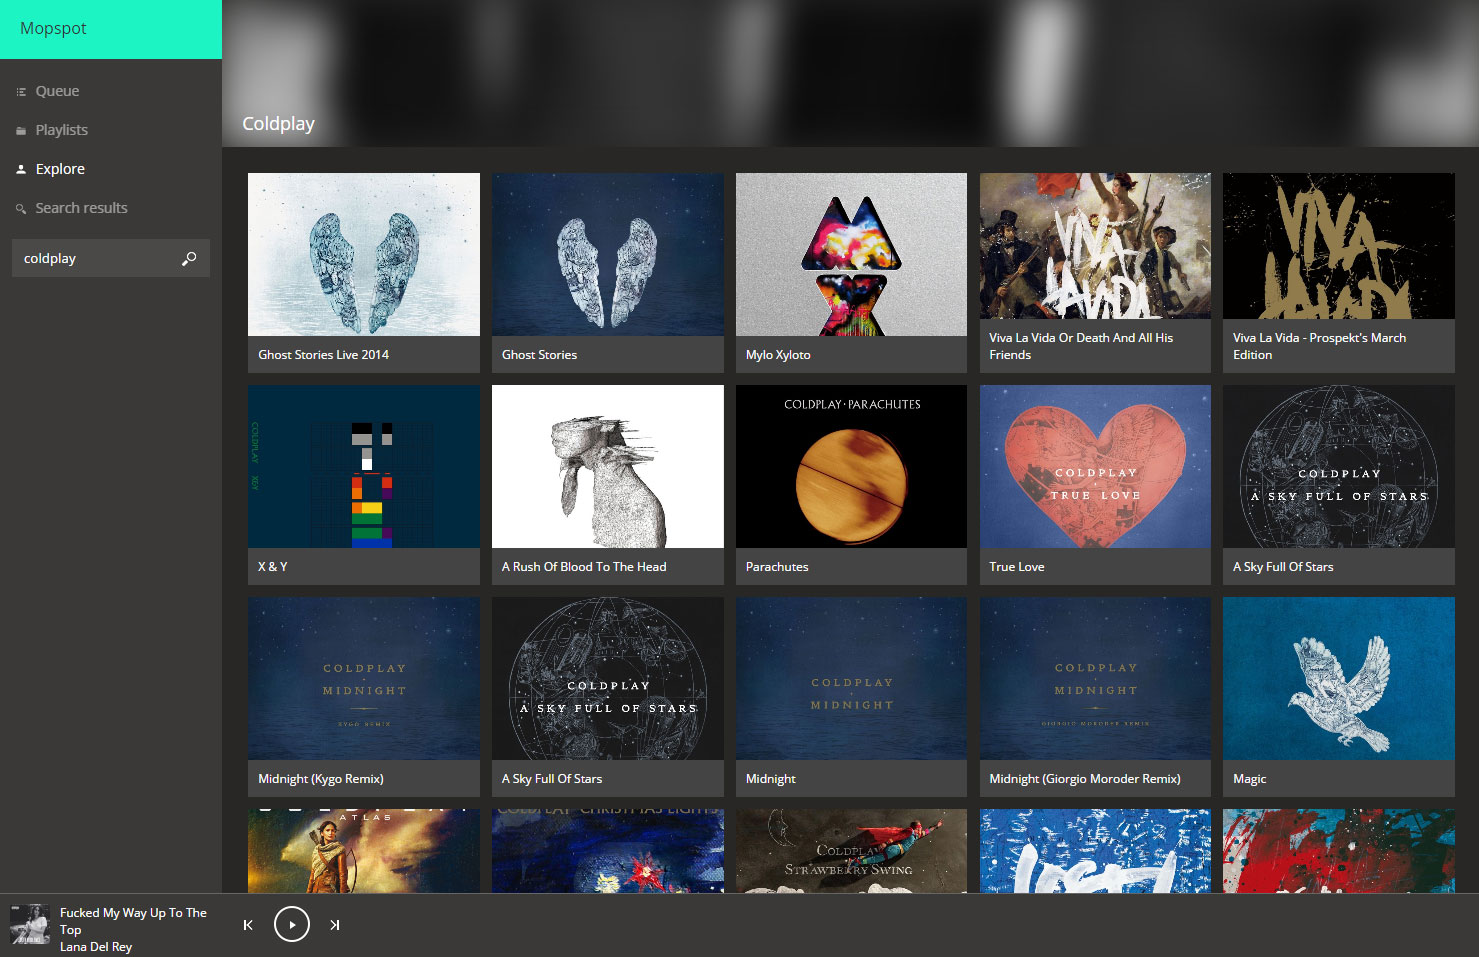 Mopspot
Queue
Playlists
Explore
Search results
coldplay
Coldplay
Ghost Stories Live 2014
Ghost Stories
Mylo Xyloto
VIVA
LA VIDA
Viva La Vida Or Death And All His
Friends
VIVA
LA VIDA
Viva La Vida - Prospekt's March
Edition
COLDPLAY X&Y
X & Y
A Rush Of Blood To The Head
COLDPLAY · PARACHUTES
Parachutes
COLDPLAY
TRUE LOVE
True Love
COLDPLAY
A SKY FULL OF STARS
A Sky Full Of Stars
COLDPLAY
MIDNIGHT
KYGO REMIX
Midnight (Kygo Remix)
COLDPLAY
A SKY FULL OF STARS
A Sky Full Of Stars
COLDPLAY
MIDNIGHT
Midnight
COLDPLAY
MIDNIGHT
GIORGIO MORODER REMIX
Midnight (Giorgio Moroder Remix)
Magic
ATLAS
COLDPLAY CHRISTMAS LIGHTS
COLDPLAY
STRAWBERRY SWING
Fucked My Way Up To The
Top
Lana Del Rey